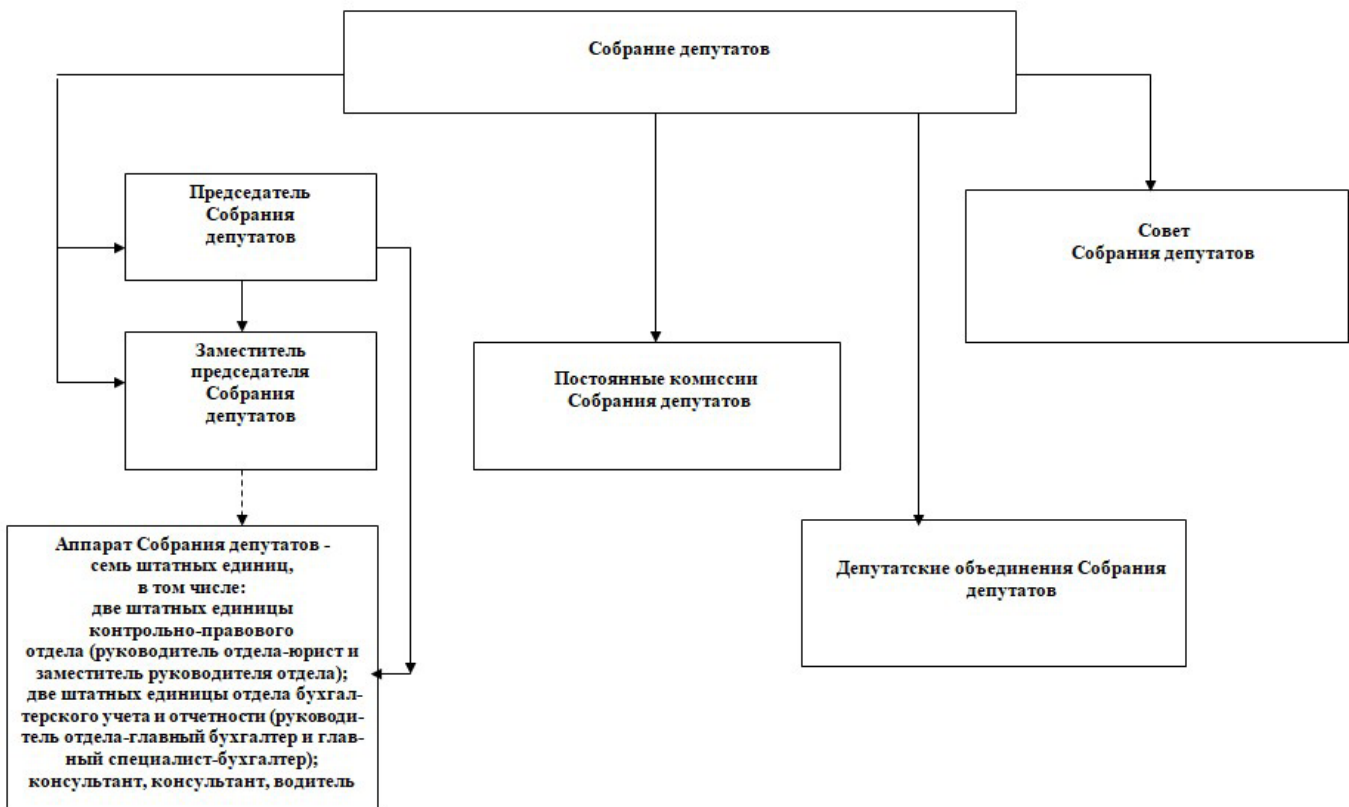 Собрание депутатов
Председатель
Собрания
депутатов
Совет
Собрания депутатов
Заместитель
председателя
Собрания
депутатов
Постоянные комиссии
Собрания депутатов
Аппарат Собрания депутатов -
семь штатных единиц,
в том числе:
две штатных единицы
контрольно-правового
отдела (руководитель отдела-юрист и
заместитель руководителя отдела);
две штатных единицы отдела бухгал-
терского учета и отчетности (руководи-
тель отдела-главный бухгалтер и глав-
ный специалист-бухгалтер);
консультант, консультант, водитель
Депутатские объединения Собрания
депутатов